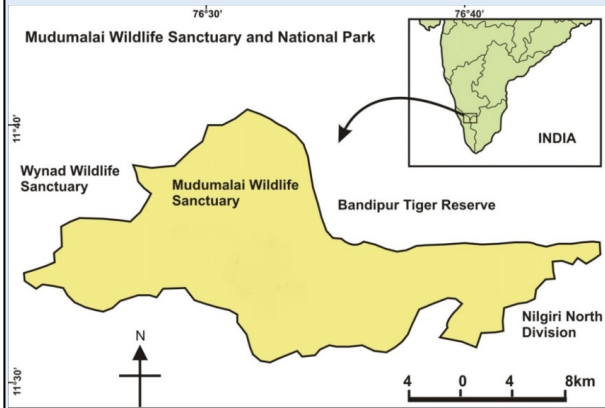 76°30'
76°40'
Mudumalai Wildlife Sanctuary and National Park
11°40'
INDIA
Wynad Wildlife
Sanctuary
Mudumalai Wildlife
Sanctuary
Bandipur Tiger Reserve
Nilgiri North
Division
N
11°30'
4 0 4 8km